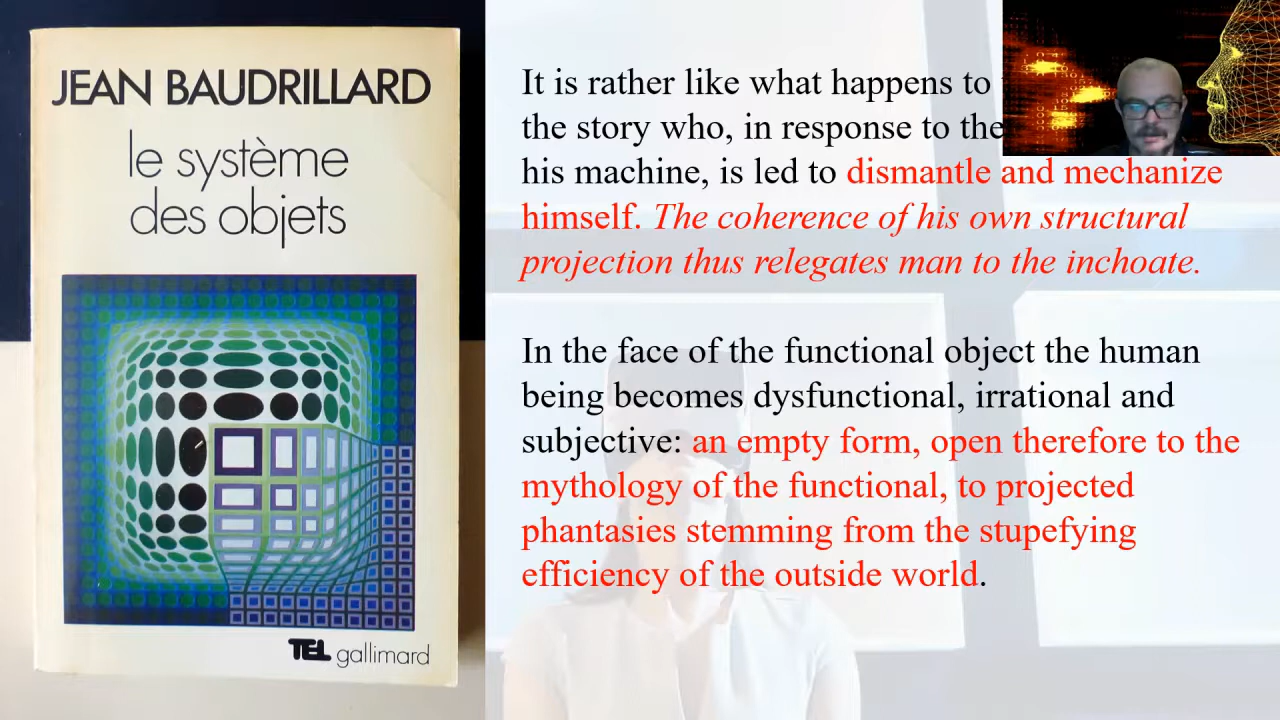 JEAN BAUDRILLARD
le système
des objets
TEL gallimard
It is rather like what happens to
the story who, in response to the
his machine, is led to dismantle and mechanize
himself. The coherence of his own structural
projection thus relegates man to the inchoate.
In the face of the functional object the human
being becomes dysfunctional, irrational and
subjective: an empty form, open therefore to the
mythology of the functional, to projected
phantasies stemming from the stupefying
efficiency of the outside world.